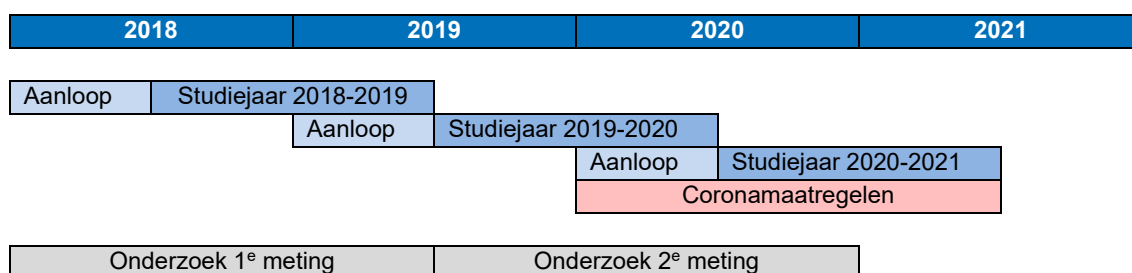 2018 2019 2020 2021
Aanloop Studiejaar 2018-2019
Aanloop Studiejaar 2019-2020
Aanloop Studiejaar 2020-2021
Coronamaatregelen
Onderzoek 1e meting Onderzoek 2e meting